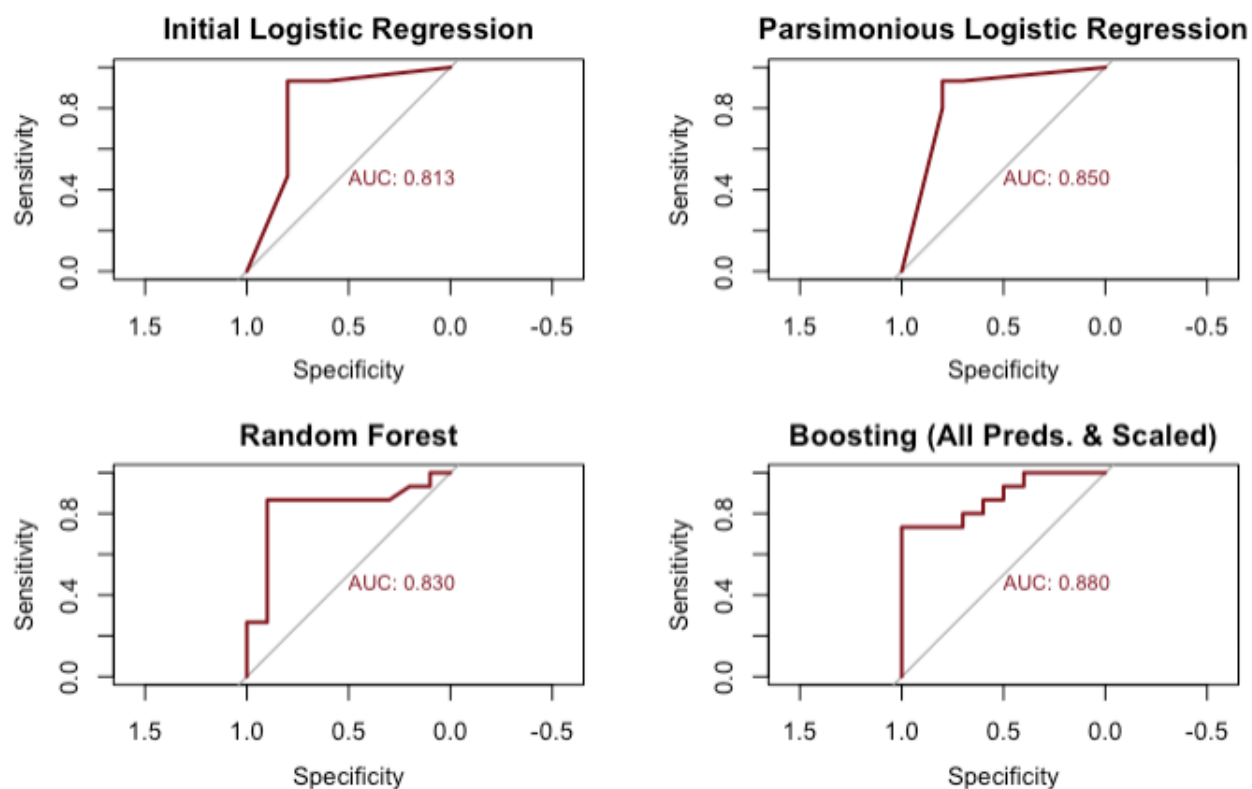 Initial Logistic Regression
Sensitivity
0.0 0.4 0.8
AUC: 0.813
1.5 1.0 0.5 0.0 -0.5
Specificity
Parsimonious Logistic Regression
Sensitivity
0.0 0.4 0.8
AUC: 0.850
1.5 1.0 0.5 0.0 -0.5
Specificity
Random Forest
Sensitivity
0.0 0.4 0.8
AUC: 0.830
1.5 1.0 0.5 0.0 -0.5
Specificity
Boosting (All Preds. & Scaled)
Sensitivity
0.0 0.4 0.8
AUC: 0.880
1.5 1.0 0.5 0.0 -0.5
Specificity